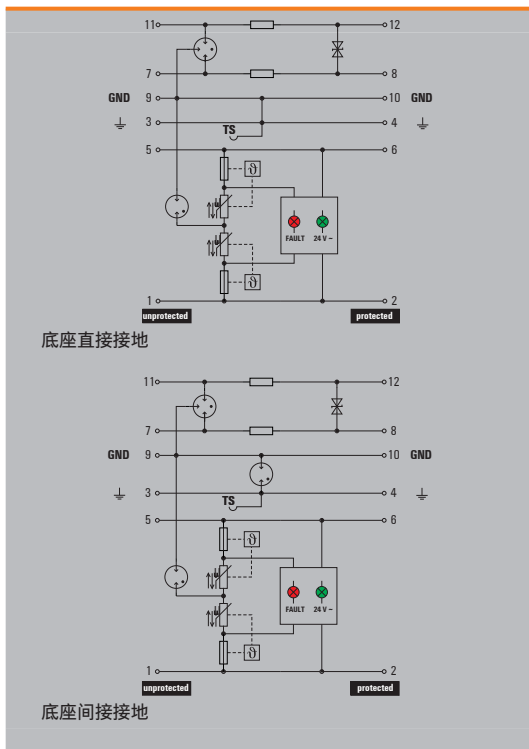 11 12
7 8
GND 9 10 GND
3 4
TS
5 6
ϑ
u
FAULT 24 V ~
u
ϑ
1 2
unprotected protected
底座直接接地
11 12
7 8
GND 9 10 GND
3 4
TS
5 6
ϑ
u
FAULT 24 V ~
u
ϑ
1 2
unprotected protected
底座间接接地